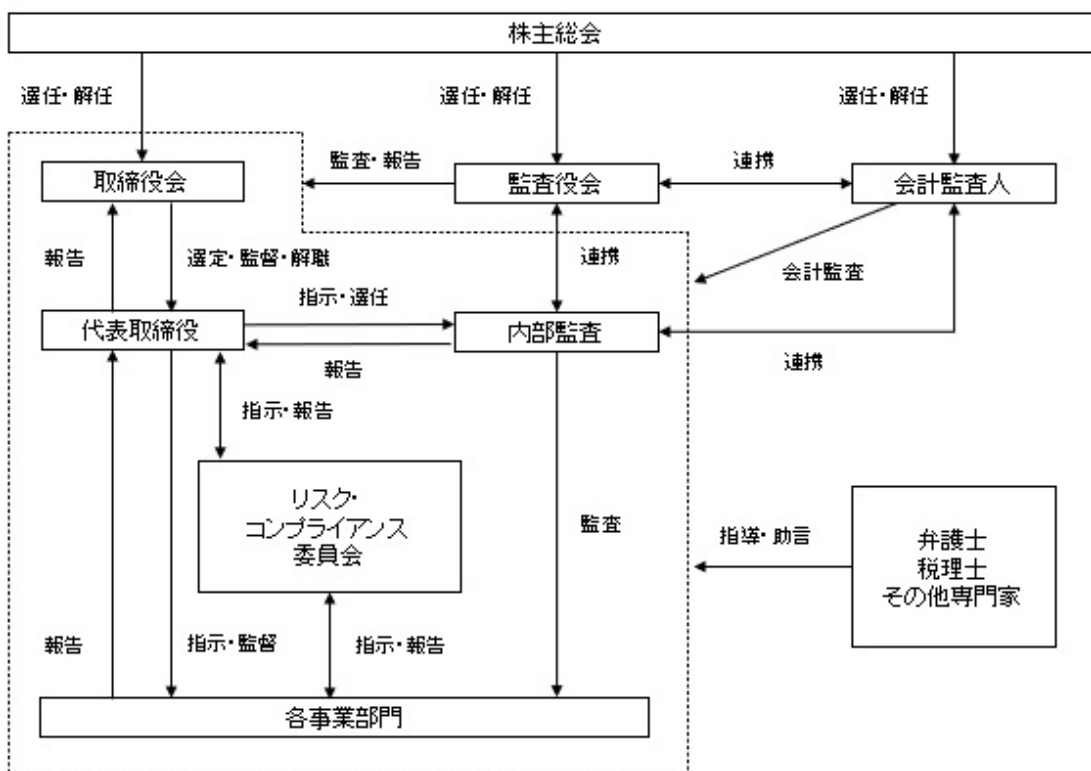 株主総会
選任・解任
選任・解任
選任・解任
監査・報告
連携
取締役会
監査役会
会計監査人
報告
選定・監督・解職
連携
会計監査
指示・選任
代表取締役
内部監査
報告
連携
指示・報告
リスク・
コンプライアンス
委員会
監査
指導・助言
弁護士
税理士
その他専門家
報告
指示・監督
指示・報告
各事業部門